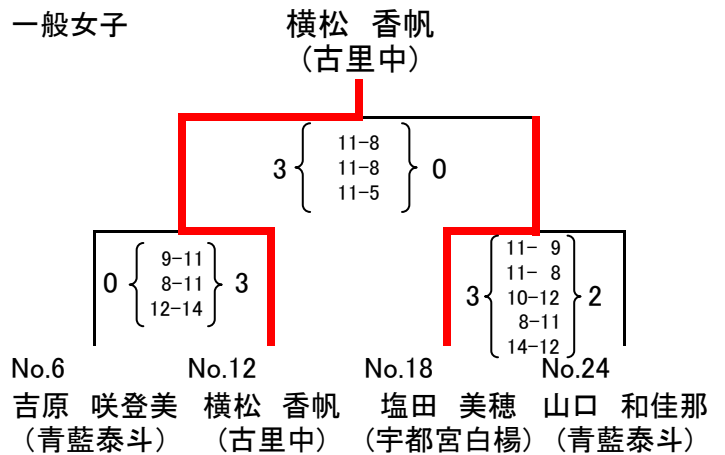 一般女子
横松 香帆
(古里中)
3 11-8 0
11-8
11-5
0 9-11 3
8-11
12-14
3 11- 9 2
11- 8
10-12
8-11
14-12
No.6 No.12 No.18 No.24
吉原 咲登美 横松 香帆 塩田 美穂 山口 和佳那
(青藍泰斗) (古里中) (宇都宮白楊) (青藍泰斗)